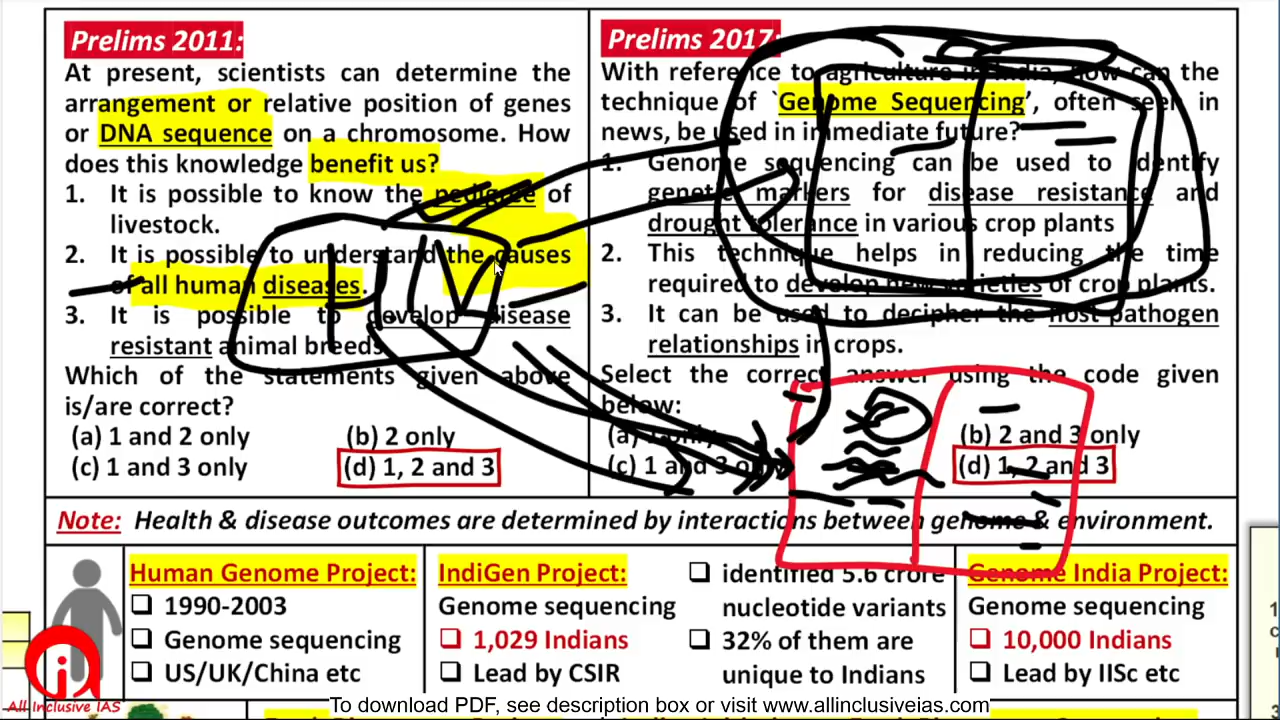 Prelims 2011:
At present, scientists can determine the
arrangement or relative position of genes
or DNA sequence on a chromosome. How
does this knowledge benefit us?
1. It is possible to know the pedigree of
livestock.
2. It is possible to understand the causes
of all human diseases.
3. It is possible to develop disease
resistant animal breeds
Which of the statements given above
is/are correct?
(a) 1 and 2 only
(b) 2 only
(c) 1 and 3 only
(d) 1, 2 and 3
Prelims 2017:
With reference to agriculture in India, how can the
technique of `Genome Sequencing’, often seen in
news, be used in immediate future?
1. Genome sequencing can be used to identify
genetic markers for disease resistance and
drought tolerance in various crop plants
2. This technique helps in reducing the time
required to develop new varieties of crop plants.
3. It can be used to decipher the host pathogen
relationships in crops.
Select the correct answer using the code given
below:
(a) 1 only
(b) 2 and 3 only
(c) 1 and 3 only
(d) 1, 2 and 3
Note: Health & disease outcomes are determined by interactions between genome & environment.
Human Genome Project:
❑ 1990-2003
❑ Genome sequencing
❑ US/UK/China etc
IndiGen Project:
Genome sequencing
❑ 1,029 Indians
❑ Lead by CSIR
❑ identified 5.6 crore
nucleotide variants
❑ 32% of them are
unique to Indians
Genome India Project:
Genome sequencing
❑ 10,000 Indians
❑ Lead by IISc etc
All Inclusive IAS
To download PDF, see description box or visit www.allinclusiveias.com